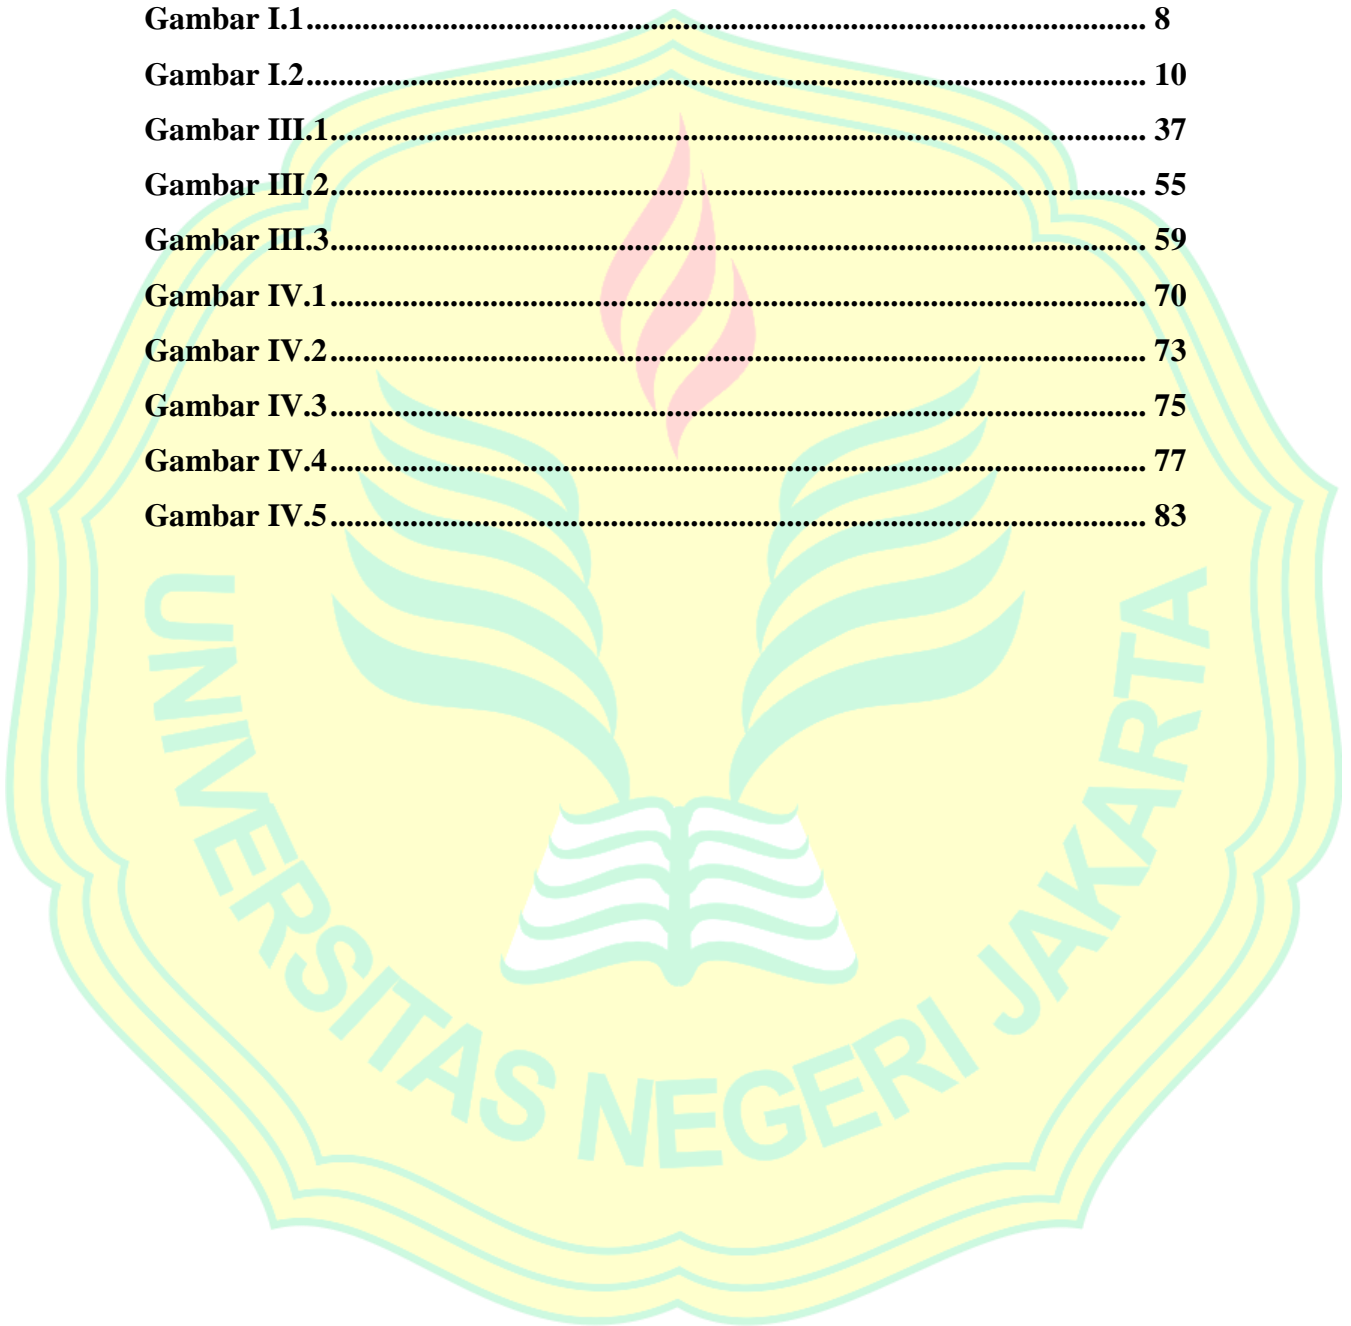 Gambar I.1........................................................................................................ 8
Gambar I.2........................................................................................................ 10
Gambar III.1..................................................................................................... 37
Gambar III.2..................................................................................................... 55
Gambar III.3..................................................................................................... 59
Gambar IV.1..................................................................................................... 70
Gambar IV.2..................................................................................................... 73
Gambar IV.3..................................................................................................... 75
Gambar IV.4..................................................................................................... 77
Gambar IV.5..................................................................................................... 83
UNIVERSITAS NEGERI JAKARTA